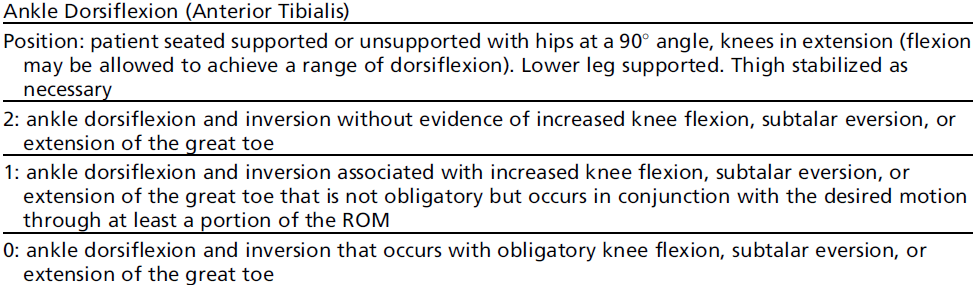 Ankle Dorsiflexion (Anterior Tibialis)
Position: patient seated supported or unsupported with hips at a 90° angle, knees in extension (flexion
may be allowed to achieve a range of dorsiflexion). Lower leg supported. Thigh stabilized as
necessary
2: ankle dorsiflexion and inversion without evidence of increased knee flexion, subtalar eversion, or
extension of the great toe
1: ankle dorsiflexion and inversion associated with increased knee flexion, subtalar eversion, or
extension of the great toe that is not obligatory but occurs in conjunction with the desired motion
through at least a portion of the ROM
0: ankle dorsiflexion and inversion that occurs with obligatory knee flexion, subtalar eversion, or
extension of the great toe